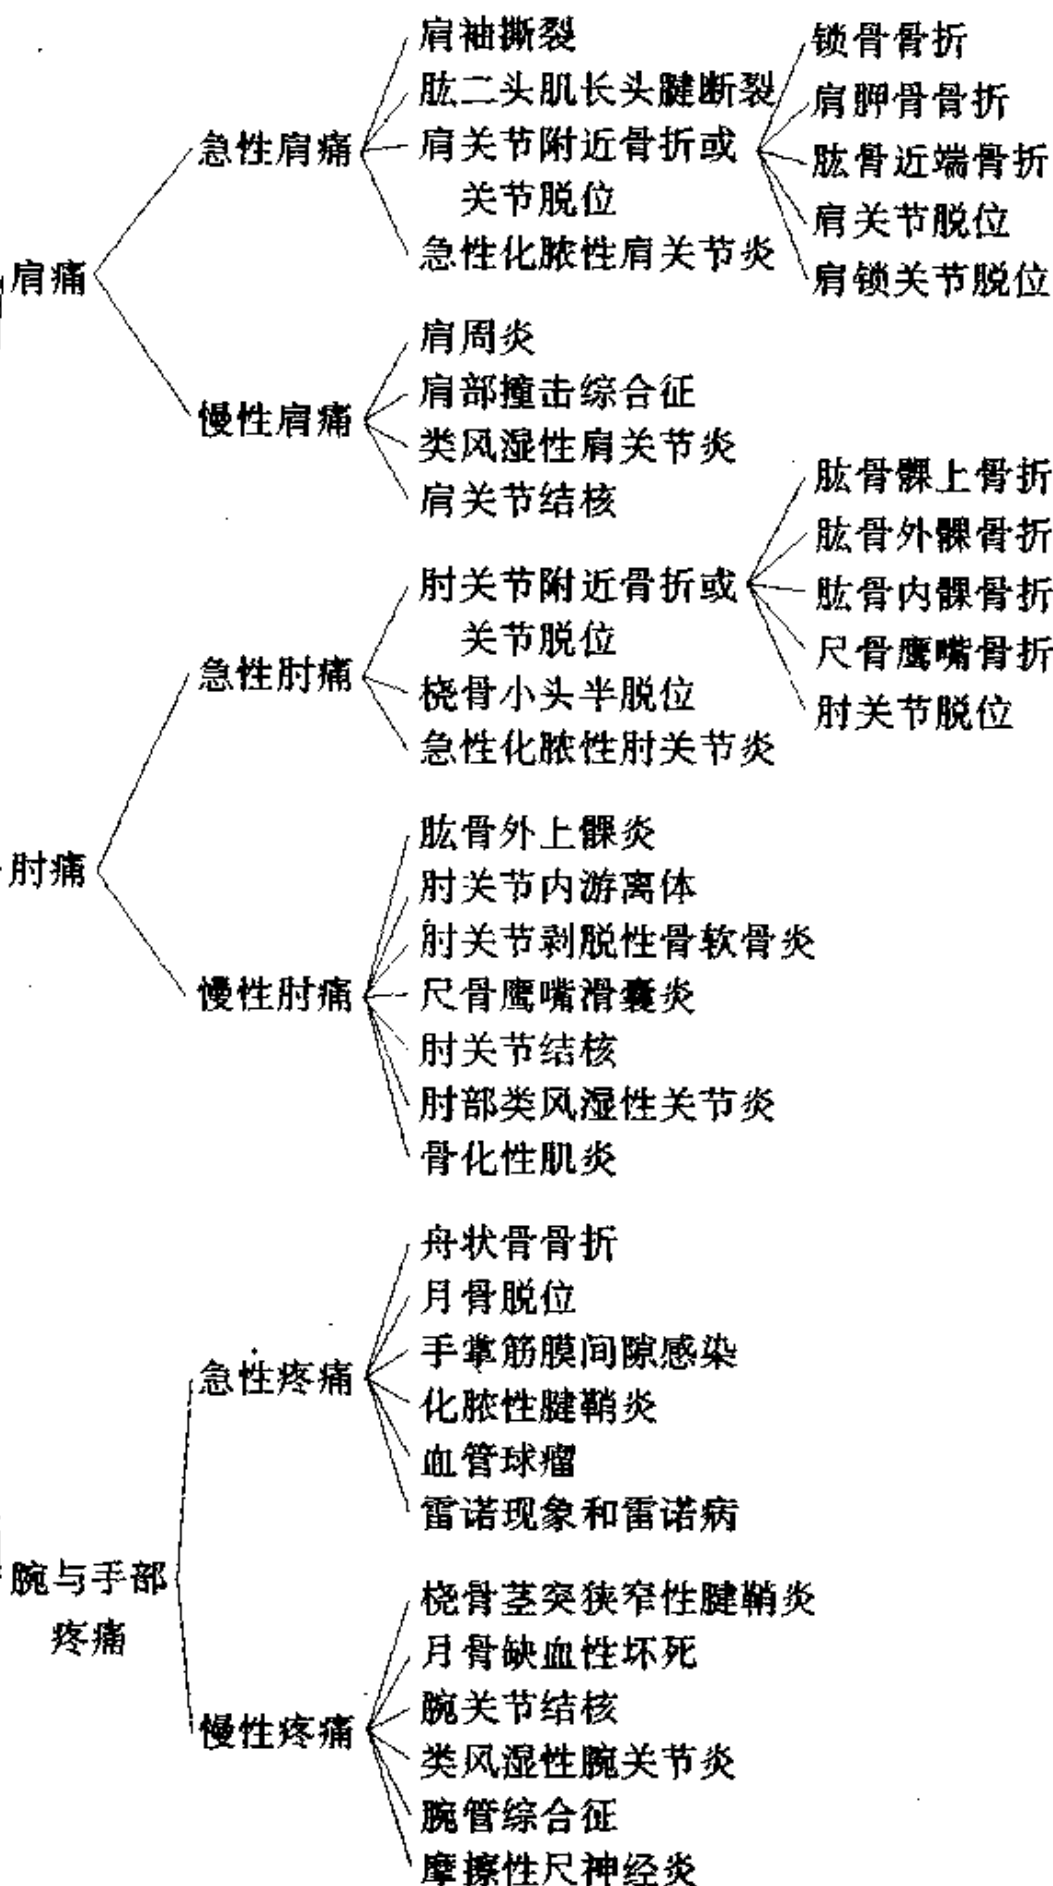 肩痛
急性肩痛
肩袖撕裂
肱二头肌长头腱断裂
肩关节附近骨折或
关节脱位
锁骨骨折
肩胛骨骨折
肱骨近端骨折
肩关节脱位
肩锁关节脱位
急性化脓性肩关节炎
慢性肩痛
肩周炎
肩部撞击综合征
类风湿性肩关节炎
肩关节结核
肘痛
急性肘痛
肘关节附近骨折或
关节脱位
肱骨髁上骨折
肱骨外髁骨折
肱骨内髁骨折
尺骨鹰嘴骨折
肘关节脱位
桡骨小头半脱位
急性化脓性肘关节炎
慢性肘痛
肱骨外上髁炎
肘关节内游离体
肘关节剥脱性骨软骨炎
尺骨鹰嘴滑囊炎
肘关节结核
肘部类风湿性关节炎
骨化性肌炎
腕与手部
疼痛
急性疼痛
舟状骨骨折
月骨脱位
手掌筋膜间隙感染
化脓性腱鞘炎
血管球瘤
雷诺现象和雷诺病
慢性疼痛
桡骨茎突狭窄性腱鞘炎
月骨缺血性坏死
腕关节结核
类风湿性腕关节炎
腕管综合征
摩擦性尺神经炎